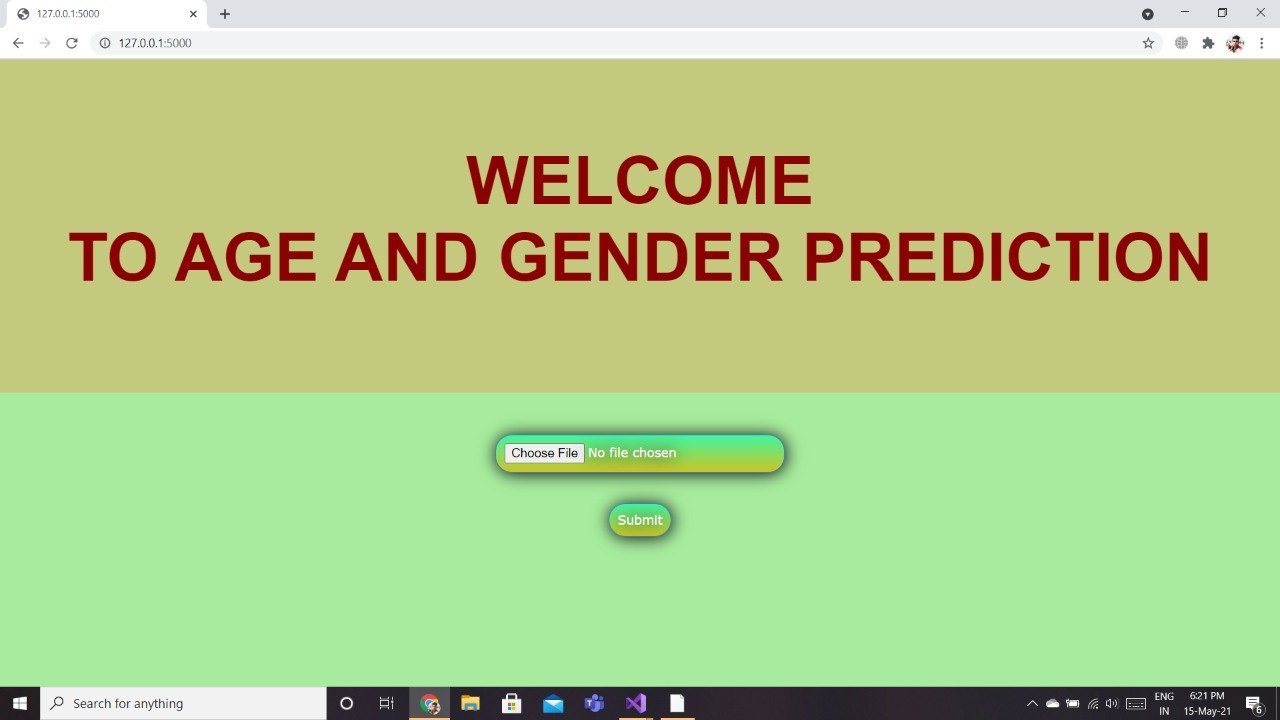 127.0.0.1:5000
127.0.0.1:5000
WELCOME
TO AGE AND GENDER PREDICTION
Choose File No file chosen
Submit
Search for anything
ENG
IN
6:21 PM
15-May-21
6